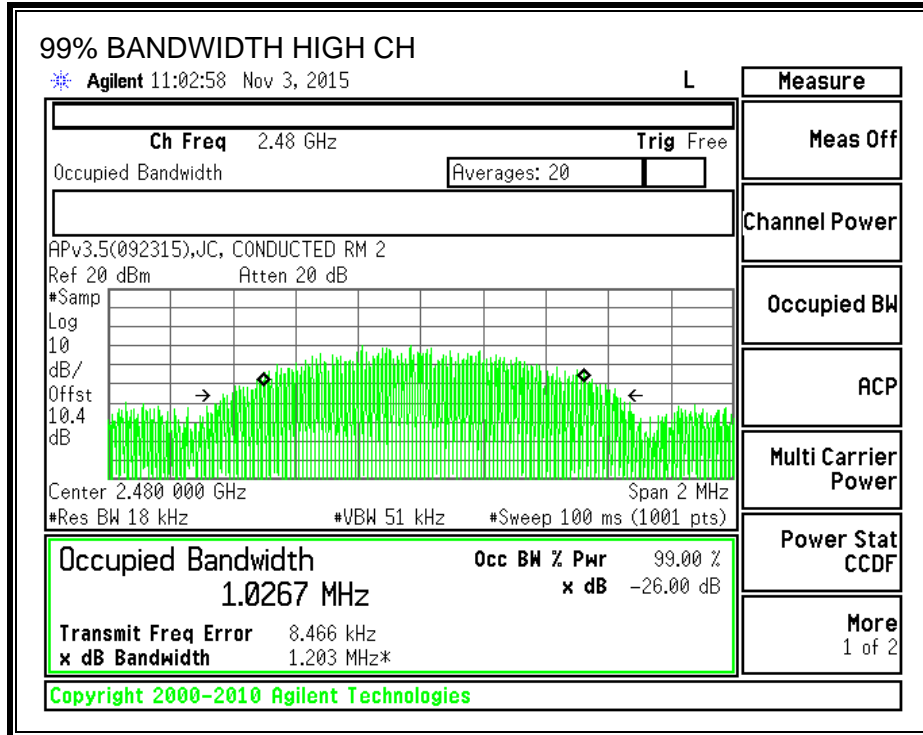 99% BANDWIDTH HIGH CH
Agilent 11:02:58 Nov 3, 2015 L
Measure
Ch Freq 2.48 GHz Trig Free
Meas Off
Occupied Bandwidth Averages: 20
Channel Power
APv3.5(092315),JC, CONDUCTED RM 2
Ref 20 dBm Atten 20 dB
#Samp
Log
10
dB/
Offst
10.4
dB
Occupied BW
ACP
Multi Carrier
Power
Center 2.480 000 GHz Span 2 MHz
#Res BW 18 kHz #VBW 51 kHz #Sweep 100 ms (1001 pts)
Power Stat
CCDF
Occupied Bandwidth Occ BW % Pwr 99.00 %
1.0267 MHz x dB -26.00 dB
Transmit Freq Error 8.466 kHz
x dB Bandwidth 1.203 MHz*
More
1 of 2
Copyright 2000-2010 Agilent Technologies